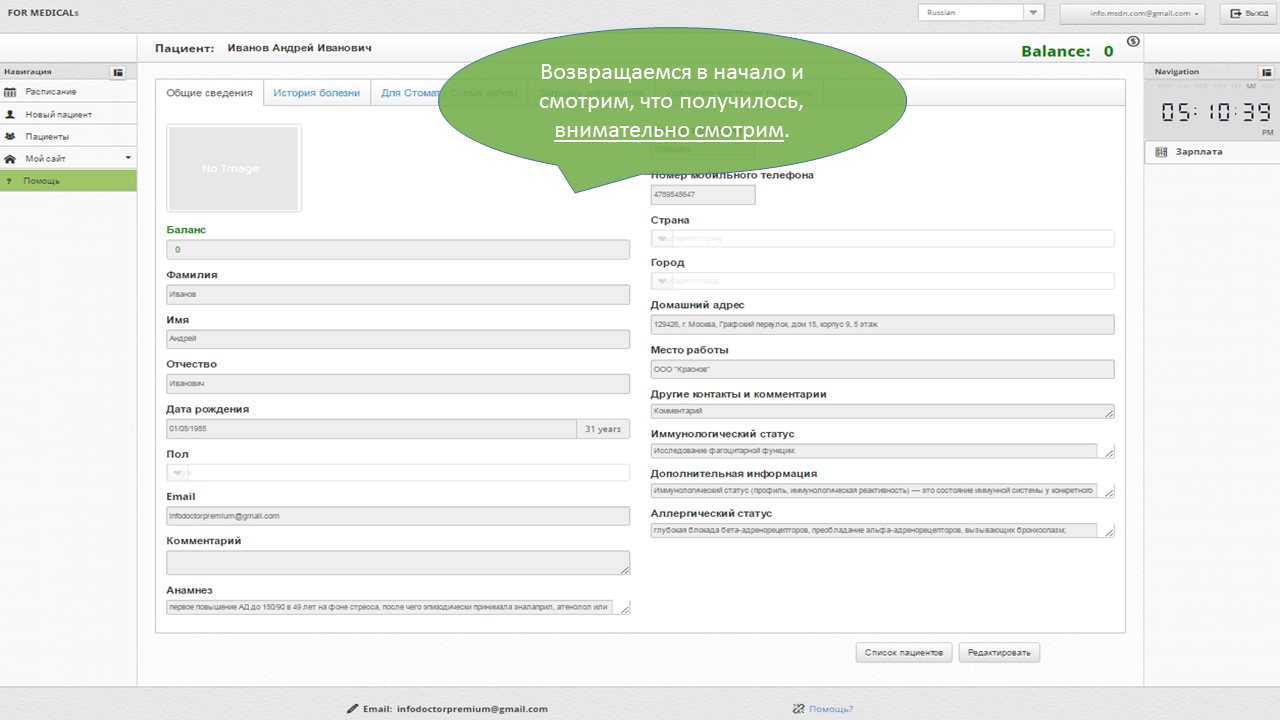 FOR MEDICALs
Russian
info.msdn.com@gmail.com
Выход
Пациент: Иванов Андрей Иванович
Balance: 0
Навигация
Расписание
Новый пациент
Пациенты
Мой сайт
Помощь
Navigation
SAT
05:10:39
PM
Зарплата
Возвращаемся в начало и
смотрим, что получилось,
внимательно смотрим.
Общие сведения
История болезни
Для Стомат
No Image
Баланс
0
Фамилия
Иванов
Имя
Андрей
Отчество
Иванович
Дата рождения
01/08/1985
31 years
Пол
Email
infodoctorpremium@gmail.com
Комментарий
Анамнез
первое повышение АД до 150/90 в 49 лет на фоне стресса, после чего эпизодически принимала эналаприл, атенолол или
Номер мобильного телефона
4789548647
Страна
Город
Домашний адрес
129426, г. Москва, Графский переулок, дом 15, корпус 9, 5 этаж
Место работы
ООО "Краснов"
Другие контакты и комментарии
Комментарий
Иммунологический статус
Исследование фагоцитарной функции:
Дополнительная информация
Иммунологический статус (профиль, иммунологическая реактивность) — это состояние иммунной системы у конкретного
Аллергический статус
глубокая блокада бета-адренорецепторов, преобладание альфа-адренорецепторов, вызывающих бронхоспазм;
Список пациентов
Редактировать
Email: infodoctorpremium@gmail.com
Помощь?